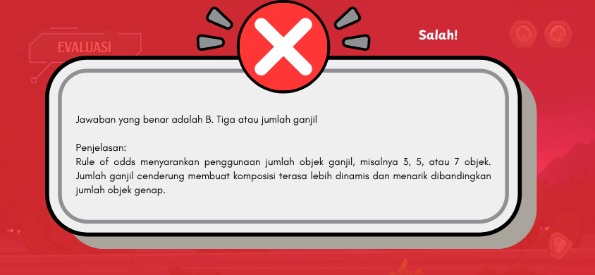 EVALUASI
Salah!
Jawaban yang benar adalah B. Tiga atau jumlah ganjil
Penjelasan:
Rule of odds menyarankan penggunaan jumlah objek ganjil, misalnya 3, 5, atau 7 objek.
Jumlah ganjil cenderung membuat komposisi terasa lebih dinamis dan menarik dibandingkan
jumlah objek genap.